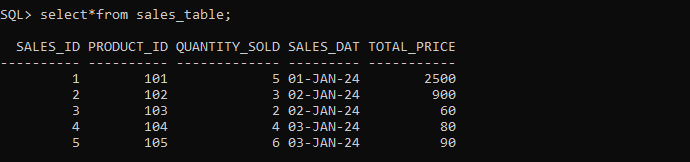 SQL> select*from sales_table;
SALES_ID PRODUCT_ID QUANTITY_SOLD SALES_DAT TOTAL_PRICE
---------- ---------- ------------- --------- -----------
1 101 5 01-JAN-24 2500
2 102 3 02-JAN-24 900
3 103 2 02-JAN-24 60
4 104 4 03-JAN-24 80
5 105 6 03-JAN-24 90